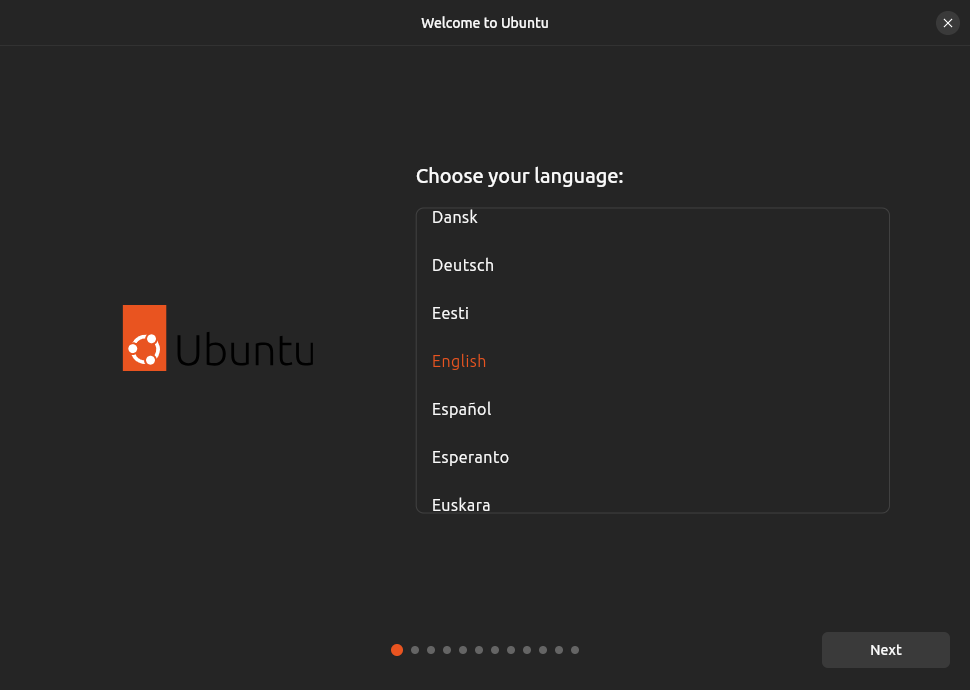 Welcome to Ubuntu
Choose your language:
Dansk
Deutsch
Eesti
Ubuntu
English
Español
Esperanto
Euskara
Next